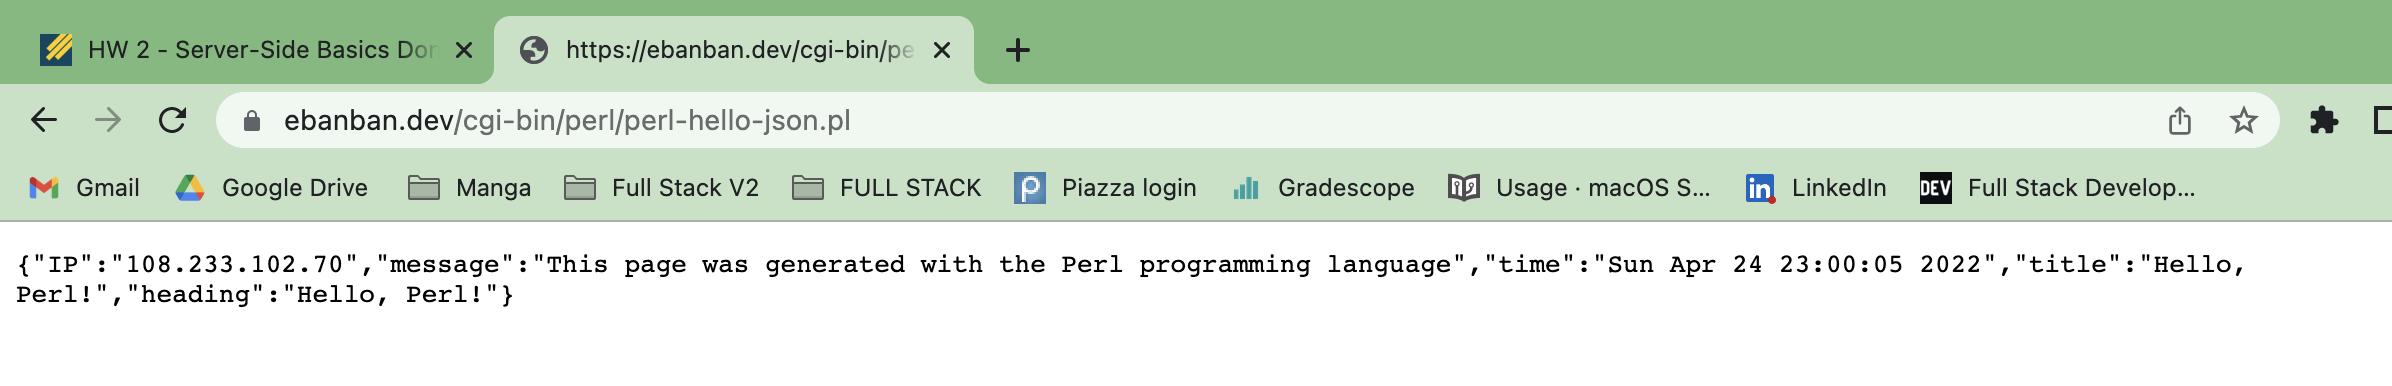 HW 2 - Server-Side Basics Dor
https://ebanban.dev/cgi-bin/pe
ebanban.dev/cgi-bin/perl/perl-hello-json.pl
Gmail Google Drive Manga Full Stack V2 FULL STACK Piazza login Gradescope Usage · macOS S... in LinkedIn DEV Full Stack Develop...
{"IP":"108.233.102.70","message":"This page was generated with the Perl programming language","time":"Sun Apr 24 23:00:05 2022","title":"Hello,
Perl!","heading":"Hello, Perl!"}